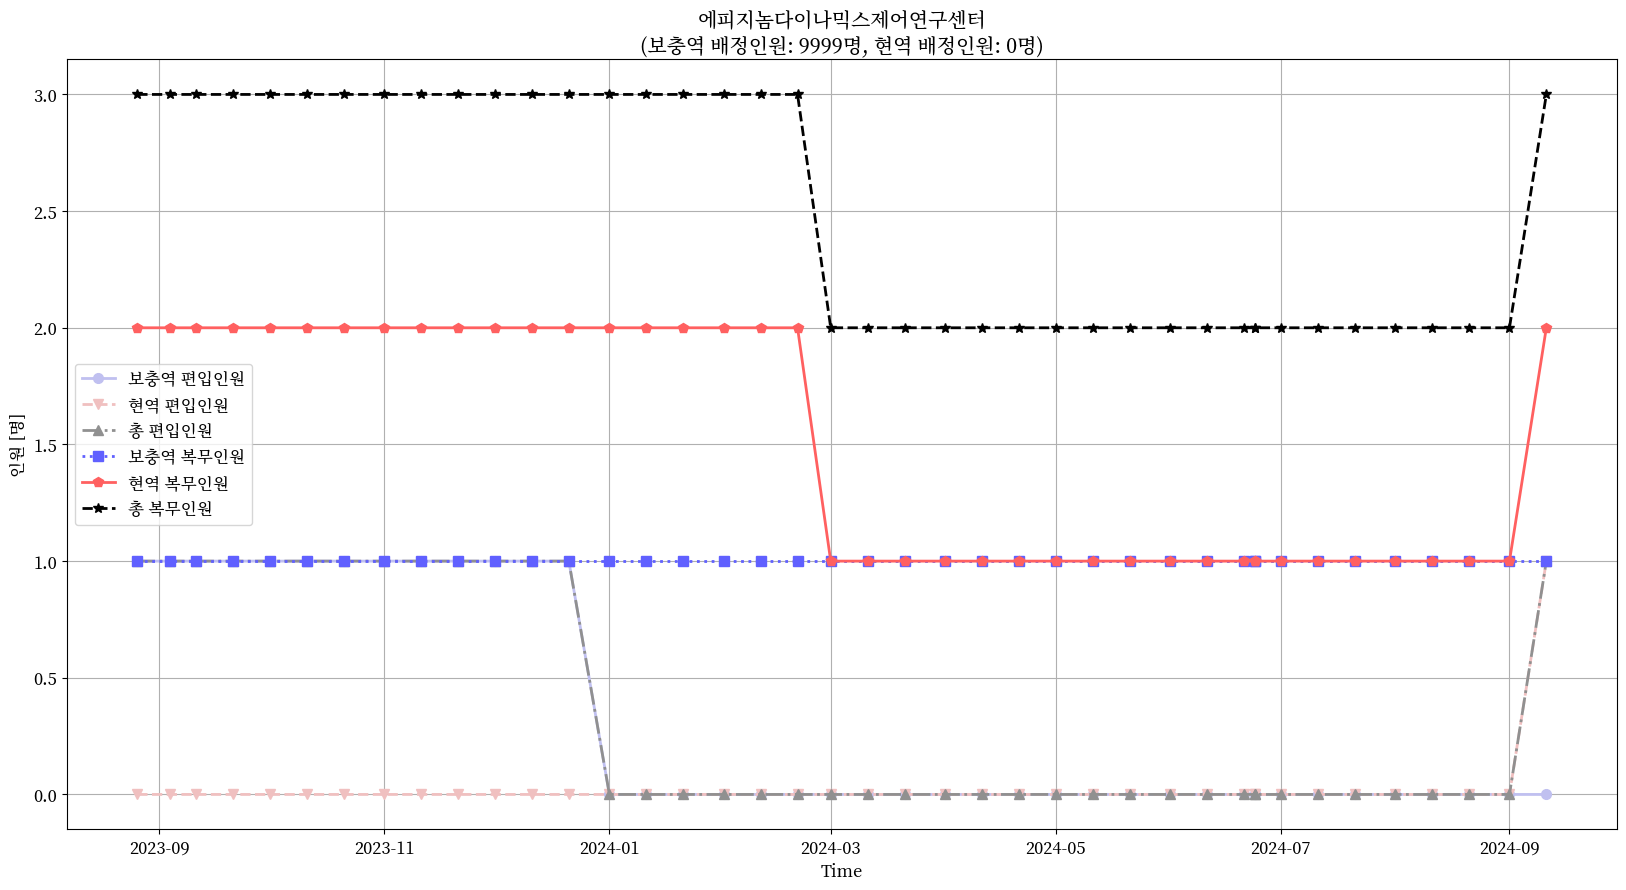 에피지놈다이나믹스제어연구센터
(보충역 배정인원: 9999명, 현역 배정인원: 0명)
3.0
2.5
2.0
1.5
1.0
0.5
0.0
인원 [명]
보충역 편입인원
현역 편입인원
총 편입인원
보충역 복무인원
현역 복무인원
총 복무인원
2023-09
2023-11
2024-01
2024-03
2024-05
2024-07
2024-09
Time